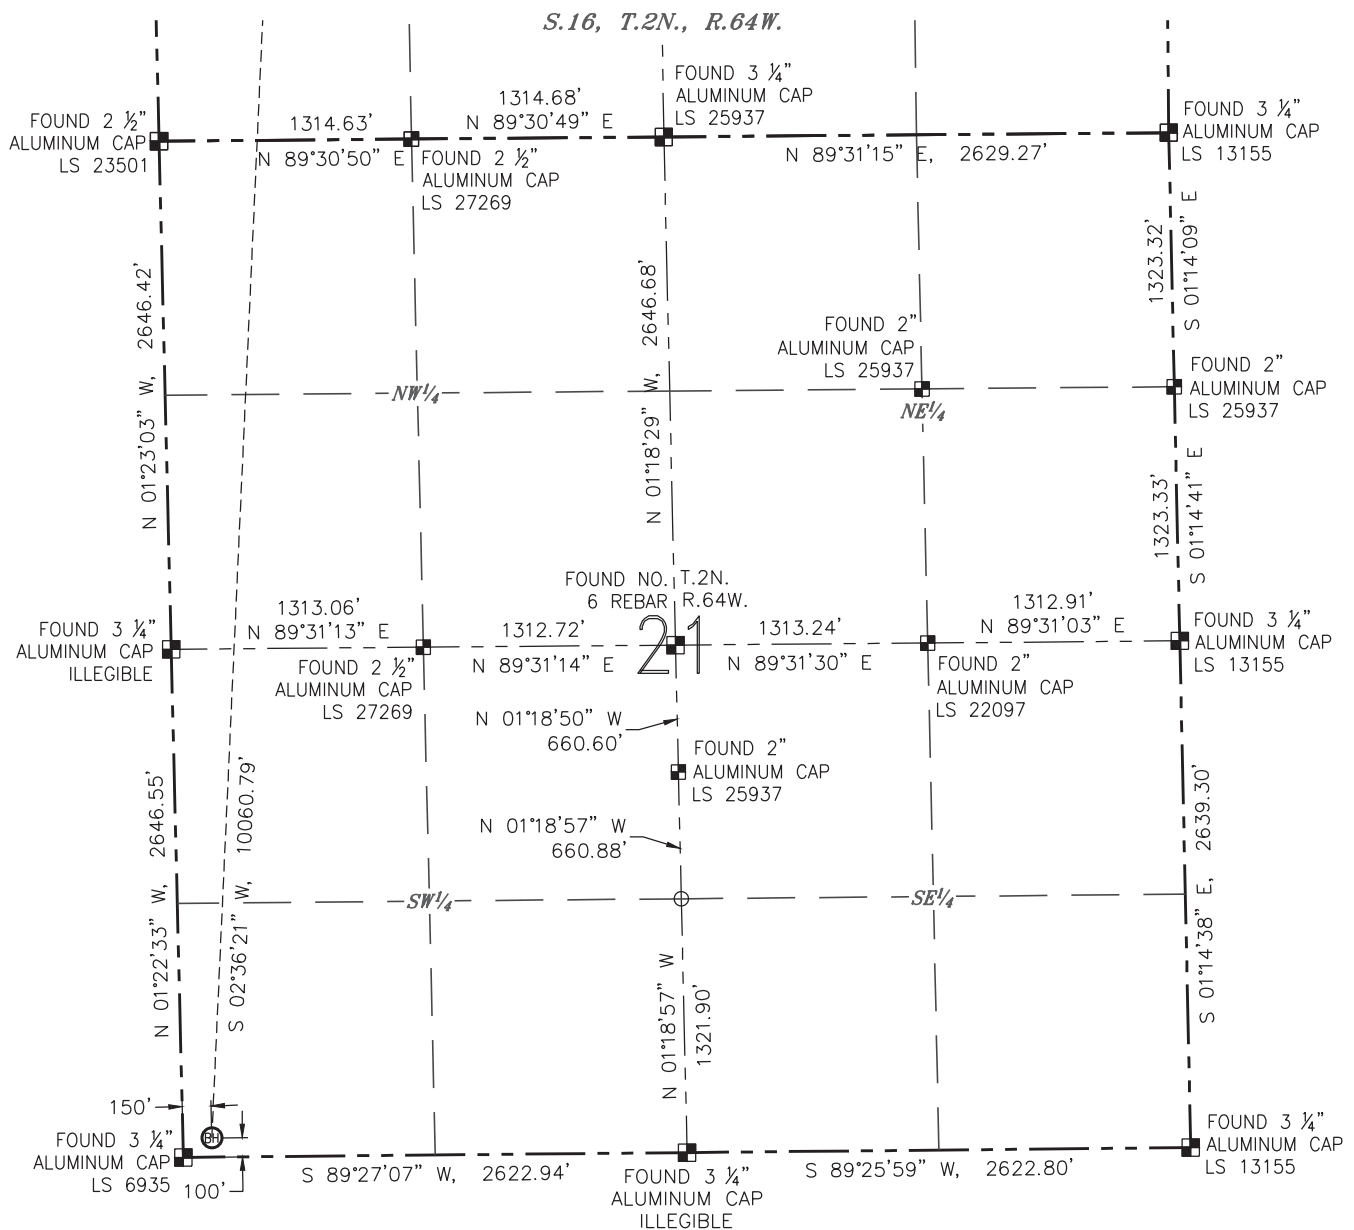 S.16, T.2N., R.64W.
FOUND 3 ¼"
ALUMINUM CAP
LS 25937
FOUND 2 ½"
ALUMINUM CAP
LS 23501
1314.63'
N 89°30'50" E
1314.68'
N 89°30'49" E
FOUND 2 ½"
ALUMINUM CAP
LS 27269
N 89°31'15" E, 2629.27'
FOUND 3 ¼"
ALUMINUM CAP
LS 13155
N 01°23'03" W, 2646.42'
N 01°18'29" W, 2646.68'
1323.32'
S 01°14'09" E
FOUND 2"
ALUMINUM CAP
LS 25937
FOUND 2"
ALUMINUM CAP
LS 25937
NW¼
NE¼
1323.33'
S 01°14'41" E
FOUND NO. T.2N.
6 REBAR R.64W.
21
FOUND 3 ¼"
ALUMINUM CAP
ILLEGIBLE
1313.06'
N 89°31'13" E
1312.72'
N 89°31'14" E
1313.24'
N 89°31'30" E
1312.91'
N 89°31'03" E
FOUND 3 ¼"
ALUMINUM CAP
LS 13155
FOUND 2 ½"
ALUMINUM CAP
LS 27269
FOUND 2"
ALUMINUM CAP
LS 22097
N 01°18'50" W
660.60'
FOUND 2"
ALUMINUM CAP
LS 25937
N 01°18'57" W
660.88'
N 01°22'33" W, 2646.55'
S 02°36'21" W, 10060.79'
SW¼
SE¼
N 01°18'57" W
1321.90'
S 01°14'38" E, 2639.30'
150'
BH
FOUND 3 ¼"
ALUMINUM CAP
LS 6935
100'
S 89°27'07" W, 2622.94'
FOUND 3 ¼"
ALUMINUM CAP
ILLEGIBLE
S 89°25'59" W, 2622.80'
FOUND 3 ¼"
ALUMINUM CAP
LS 13155